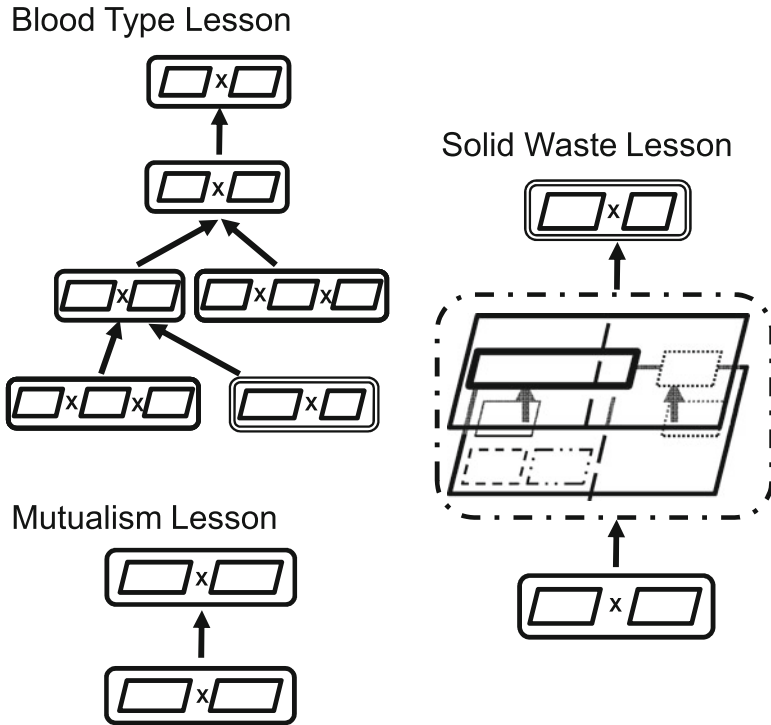 Blood Type Lesson
x
x
x
x x
x x
x
Solid Waste Lesson
x
x
Mutualism Lesson
x
x